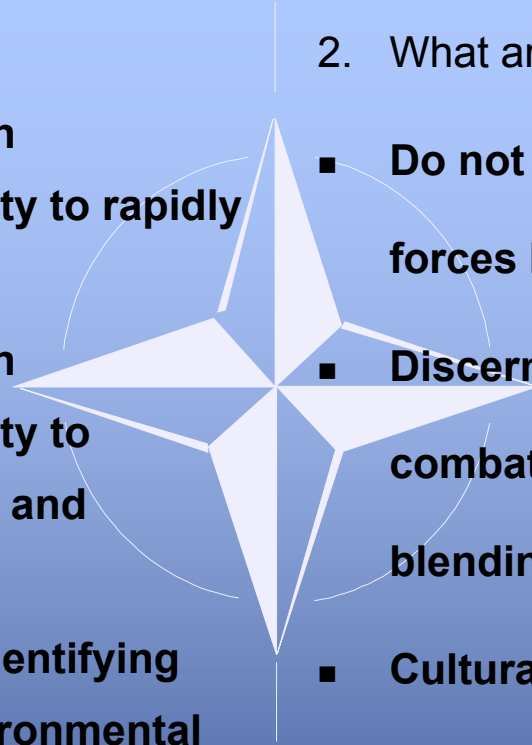 ty to rapidly
ty to
and
entifying
ronmental
2. What ar
■ Do not
forces
■ Discern
combat
blendin
■ Cultura